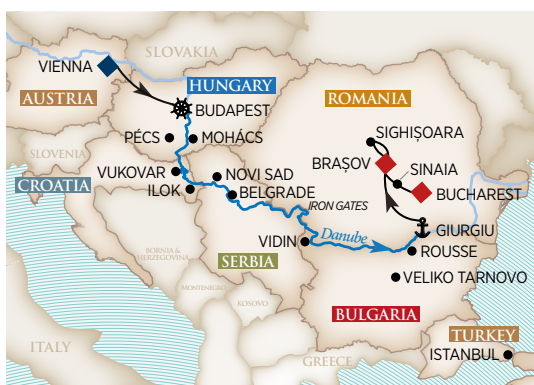 SLOVAKIA
VIENNA
HUNGARY
AUSTRIA
BUDAPEST
ROMANIA
PÉCS
MOHÁCS
SIGHIȘOARA
SLOVENIA
BRAȘOV
SINAIA
VUKOVAR
NOVI SAD
CROATIA
ILOK
BELGRADE
BUCHAREST
IRON GATES
GIURGIU
VIDIN
Danube
ROUSSE
BOSNIA &
HERZEGOVINA
SERBIA
VELIKO TARNOVO
MONTENEGRO
KOSOVO
BULGARIA
ITALY
TURKEY
GREECE
ISTANBUL